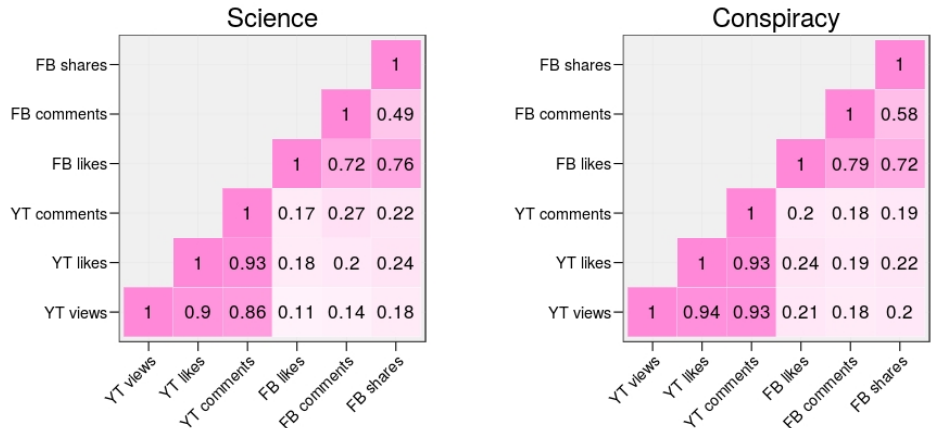 Science
FB shares 1
FB comments 1 0.49
FB likes 1 0.72 0.76
YT comments 1 0.17 0.27 0.22
YT likes 1 0.93 0.18 0.2 0.24
YT views 1 0.9 0.86 0.11 0.14 0.18
YT views YT likes YT comments FB likes FB comments FB shares
Conspiracy
FB shares 1
FB comments 1 0.58
FB likes 1 0.79 0.72
YT comments 1 0.2 0.18 0.19
YT likes 1 0.93 0.24 0.19 0.22
YT views 1 0.94 0.93 0.21 0.18 0.2
YT views YT likes YT comments FB likes FB comments FB shares